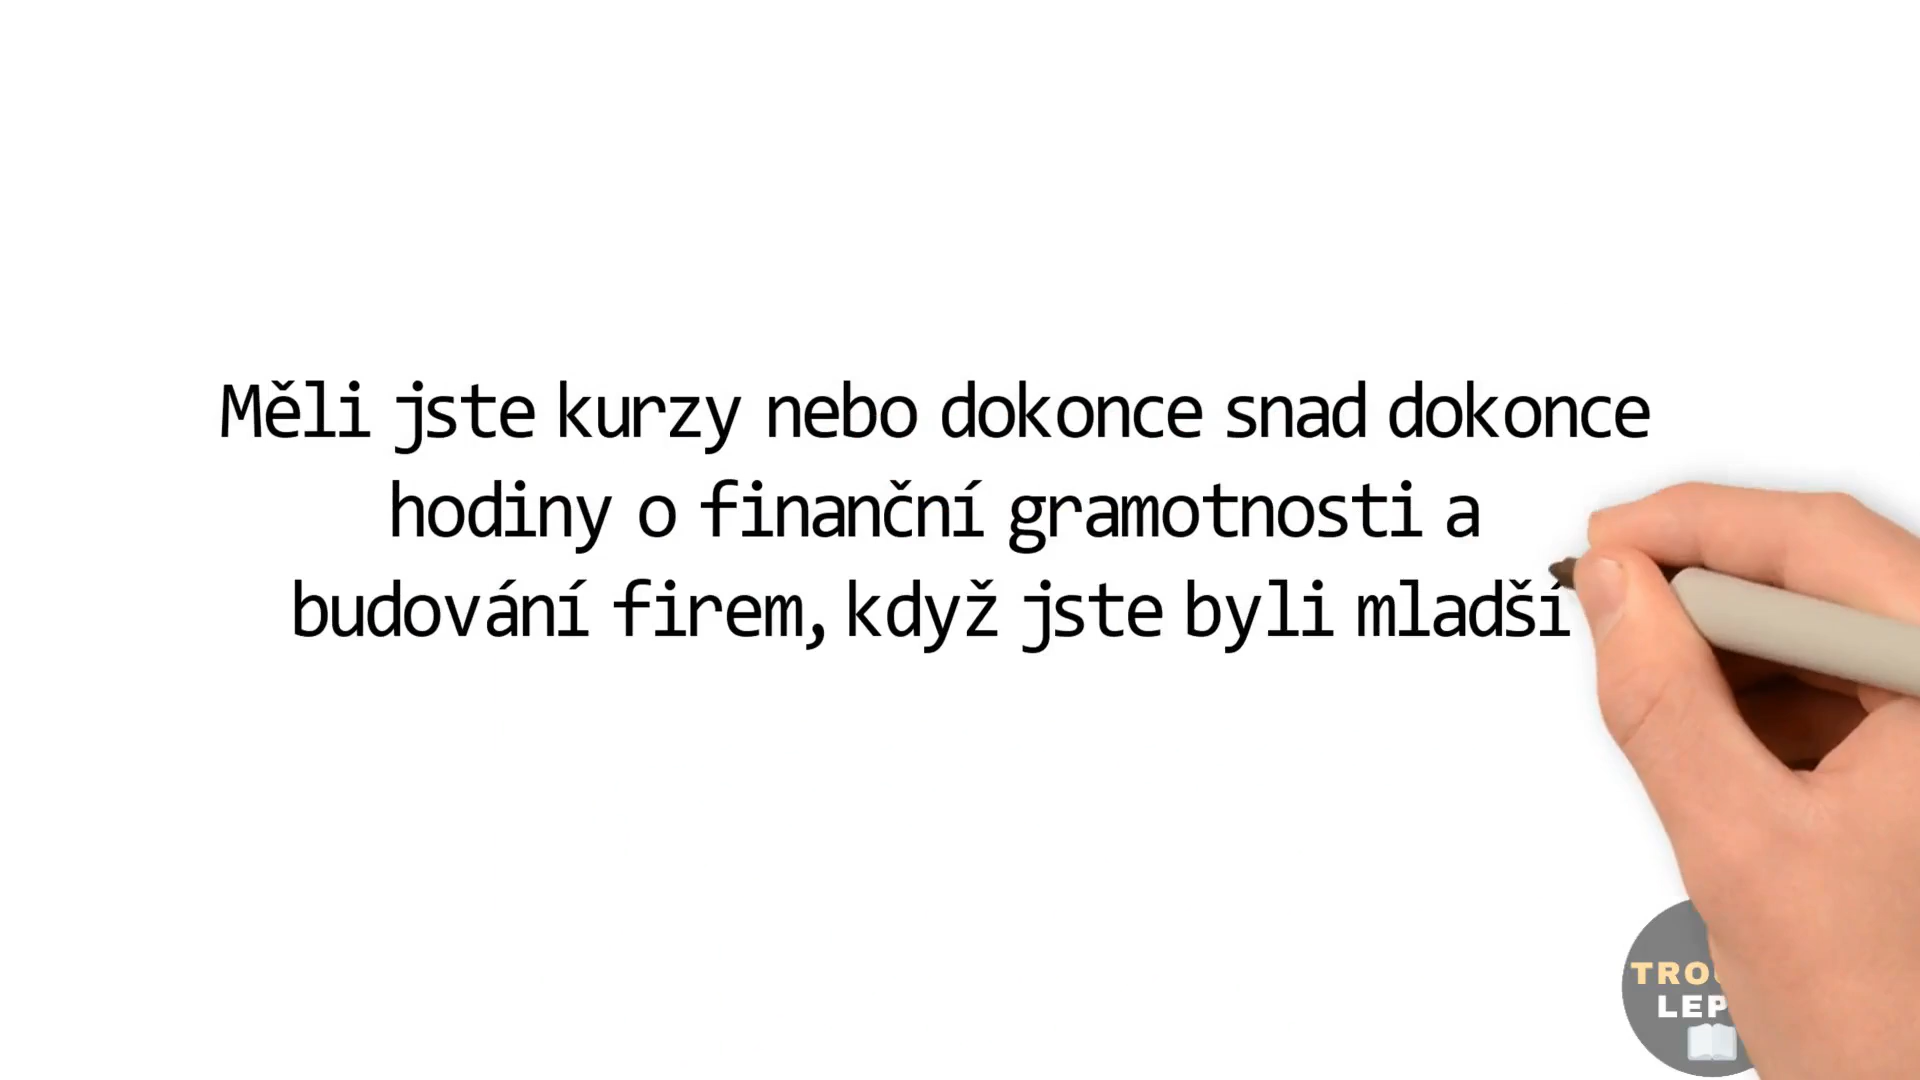 Měli jste kurzy nebo dokonce snad dokonce
hodiny o finanční gramotnosti a
budování firem, když jste byli mladší